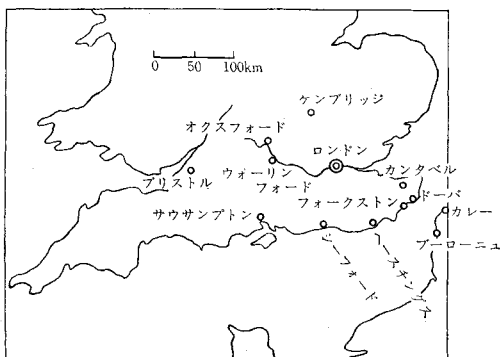 0 50 100km
ケンブリッジ
オクスフォード
ロンドン
ウォーリン
フォード
カンタベル
ブリストル
フォークストン
ドーバ
カレー
サウサンプトン
ブーローニュ
シーフォード
ヘースチングス